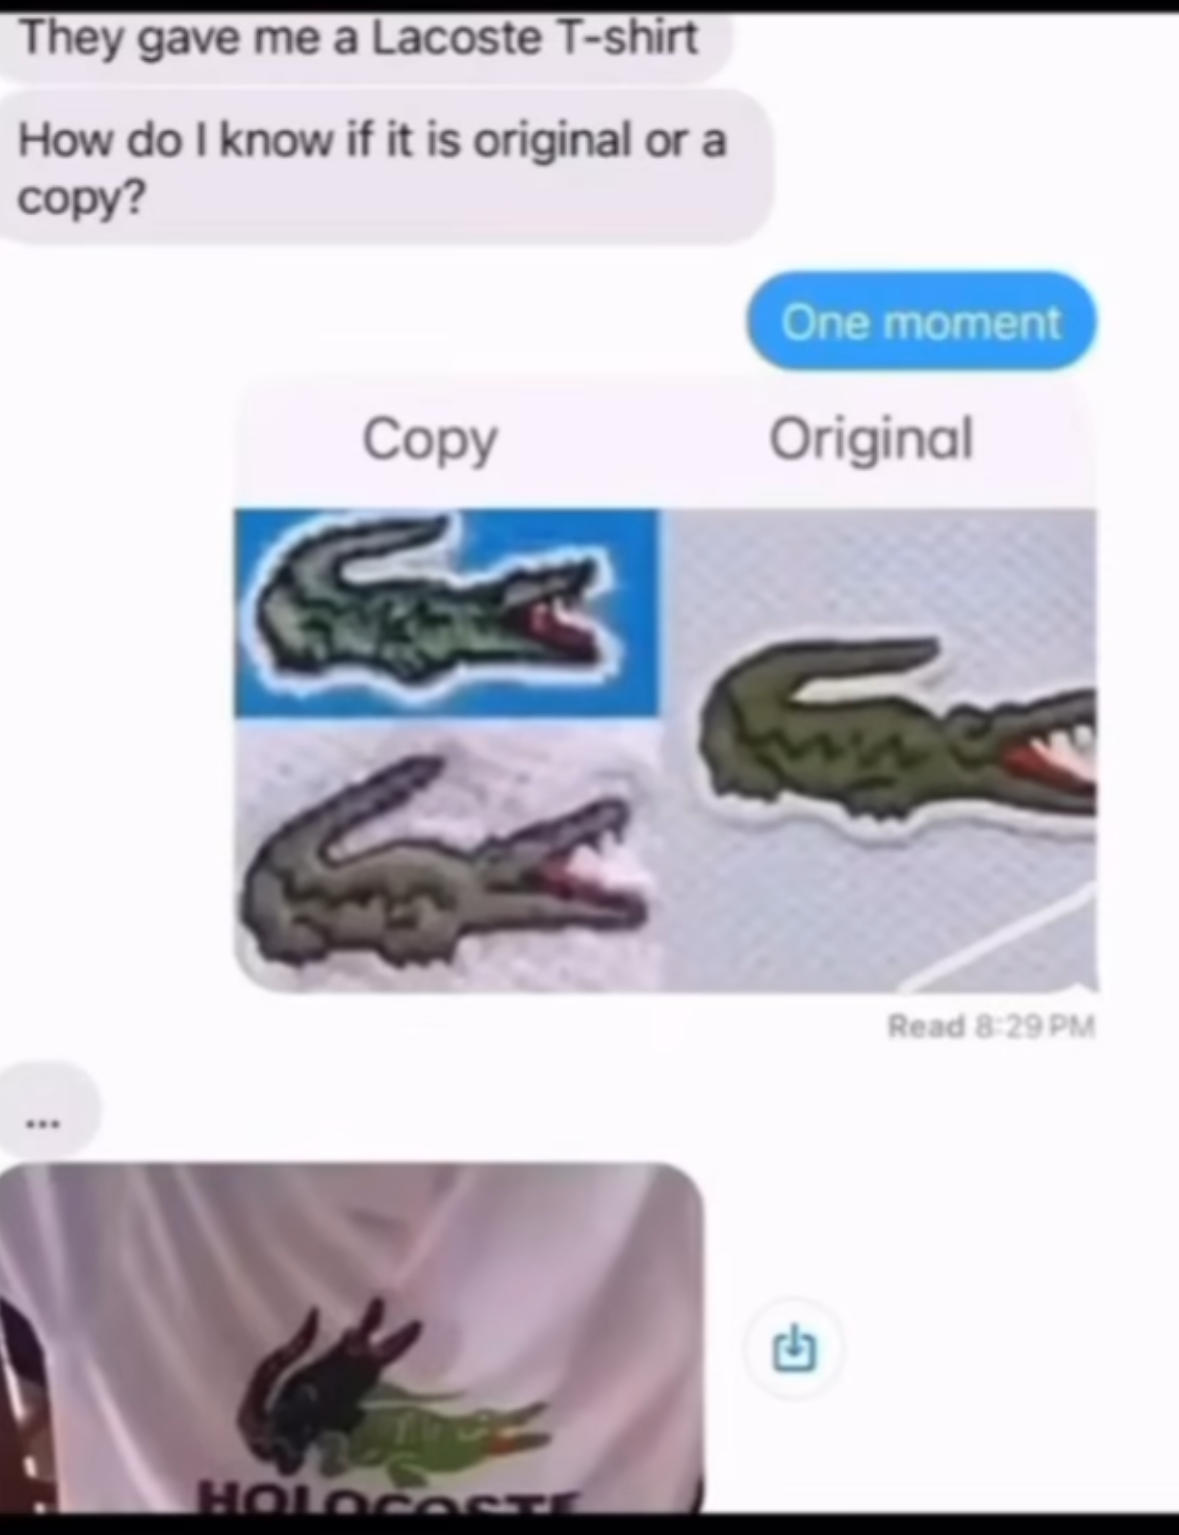 They gave me a Lacoste T-shirt
How do I know if it is original or a
copy?
One moment
Copy Original
Read 8:29 PM
...
HOLOCOSTE